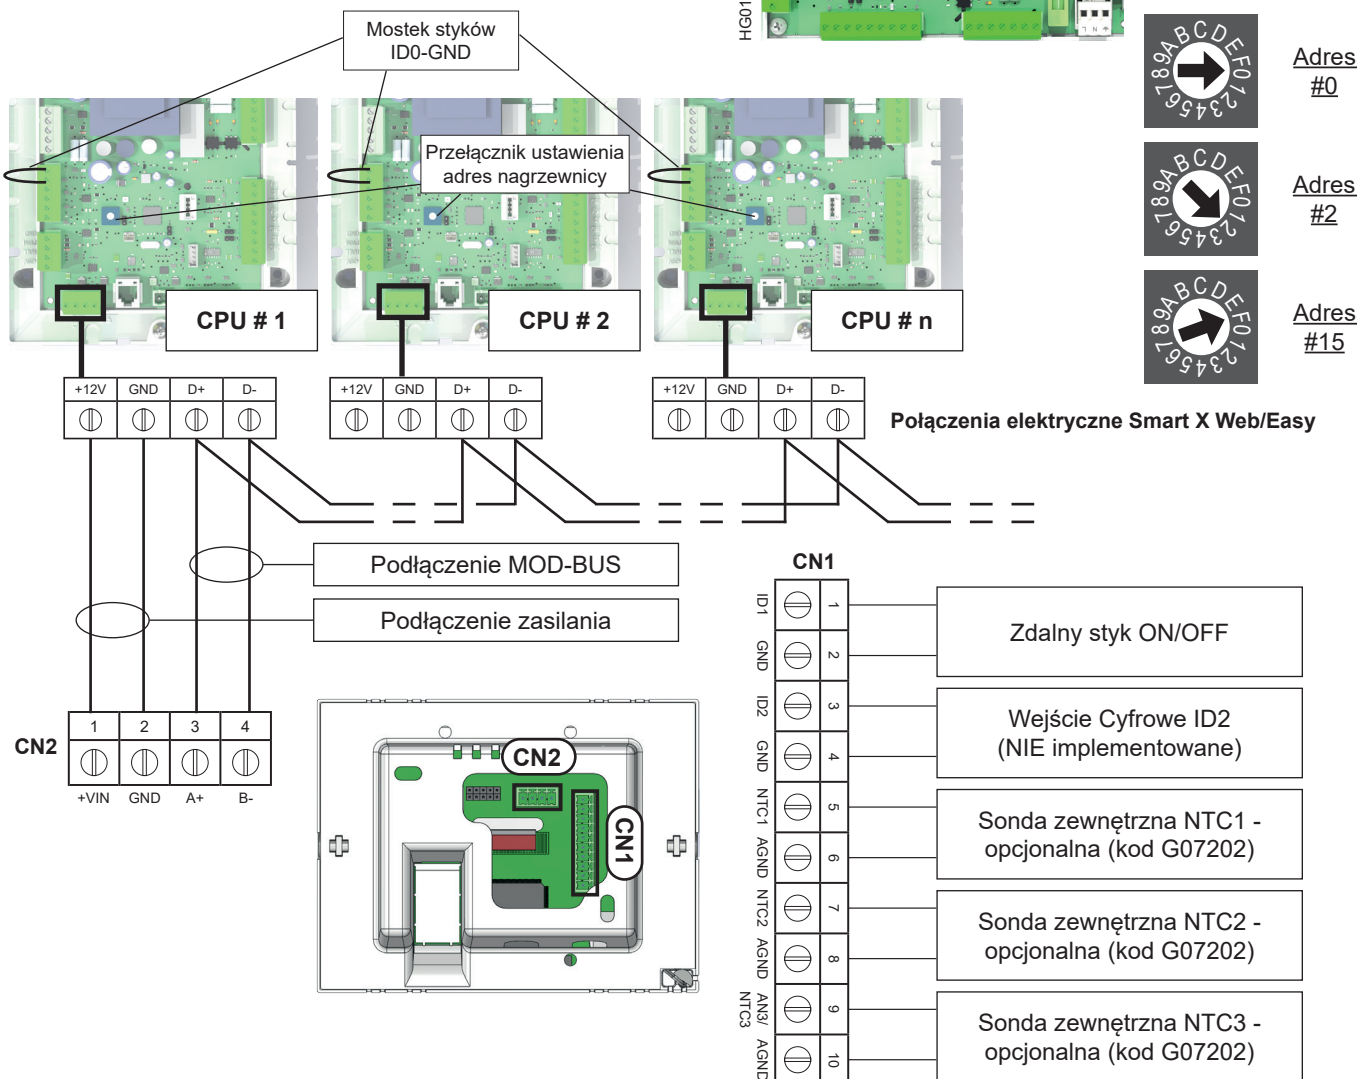 HG01
Mostek styków
ID0-GND
Przełącznik ustawienia
adres nagrzewnicy
CPU # 1
CPU # 2
CPU # n
Adres
#0
Adres
#2
Adres
#15
+12V GND D+ D-
+12V GND D+ D-
+12V GND D+ D-
Połączenia elektryczne Smart X Web/Easy
Podłączenie MOD-BUS
Podłączenie zasilania
CN2
1 2 3 4
+VIN GND A+ B-
CN2
CN1
CN1
ID1 1
GND 2
Zdalny styk ON/OFF
ID2 3
GND 4
Wejście Cyfrowe ID2
(NIE implementowane)
NTC1 5
AGND 6
Sonda zewnętrzna NTC1 -
opcjonalna (kod G07202)
NTC2 7
AGND 8
Sonda zewnętrzna NTC2 -
opcjonalna (kod G07202)
AN3/
NTC3 9
AGND 10
Sonda zewnętrzna NTC3 -
opcjonalna (kod G07202)
0123456789ABCDEF
0123456789ABCDEF
0123456789ABCDEF
L N